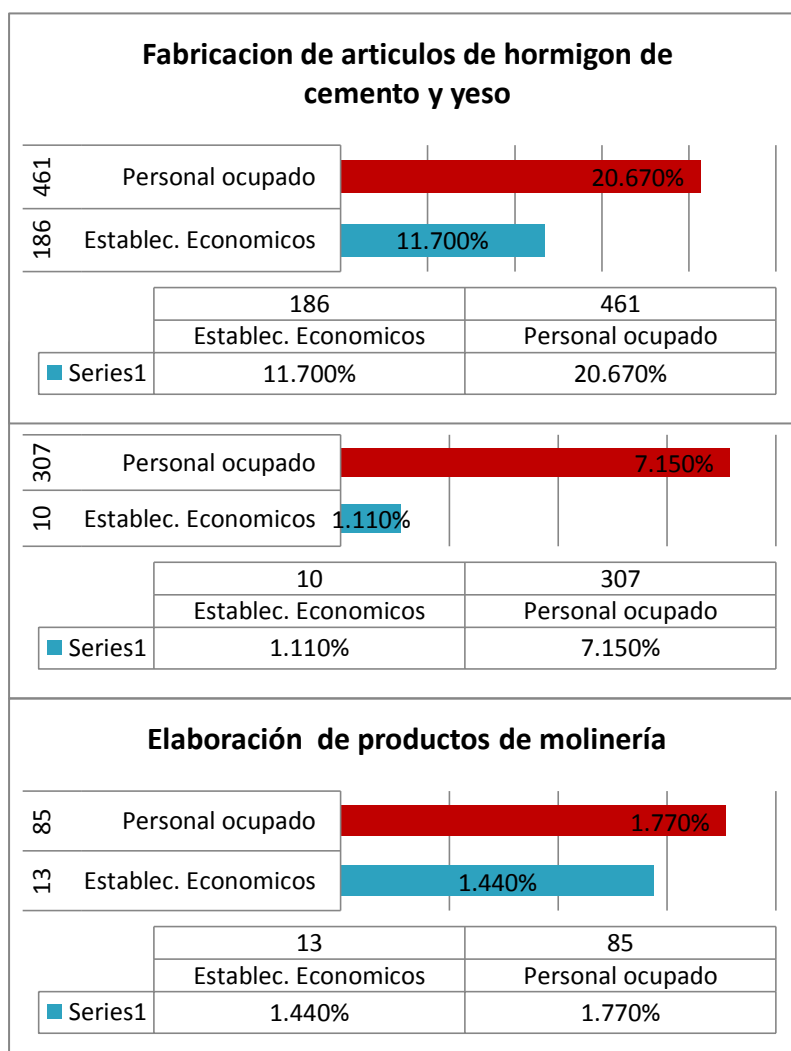 Fabricacion de articulos de hormigon de
cemento y yeso
461 Personal ocupado 20.670%
186 Establec. Economicos 11.700%
186 461
Establec. Economicos Personal ocupado
Series1 11.700% 20.670%
307 Personal ocupado 7.150%
10 Establec. Economicos 1.110%
10 307
Establec. Economicos Personal ocupado
Series1 1.110% 7.150%
Elaboración de productos de molinería
85 Personal ocupado 1.770%
13 Establec. Economicos 1.440%
13 85
Establec. Economicos Personal ocupado
Series1 1.440% 1.770%